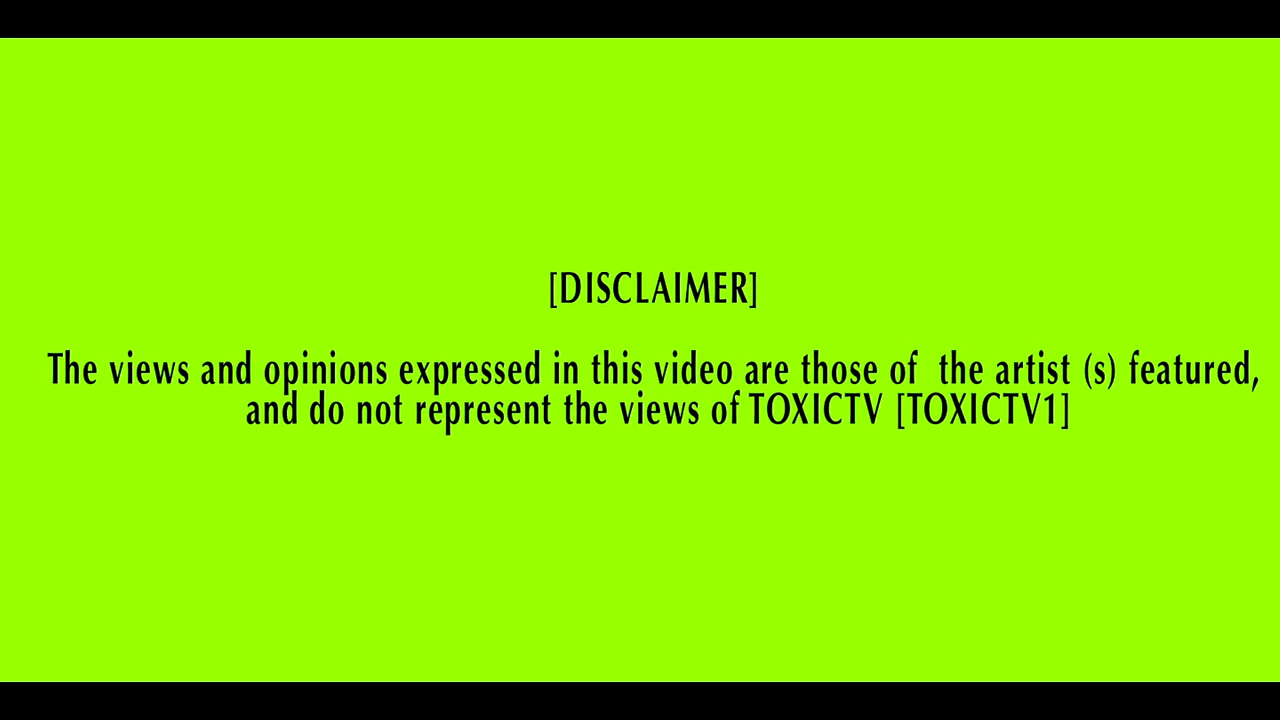 [DISCLAIMER]
The views and opinions expressed in this video are those of  the artist (s) featured,
and do not represent the views of TOXICTV [TOXICTV1]